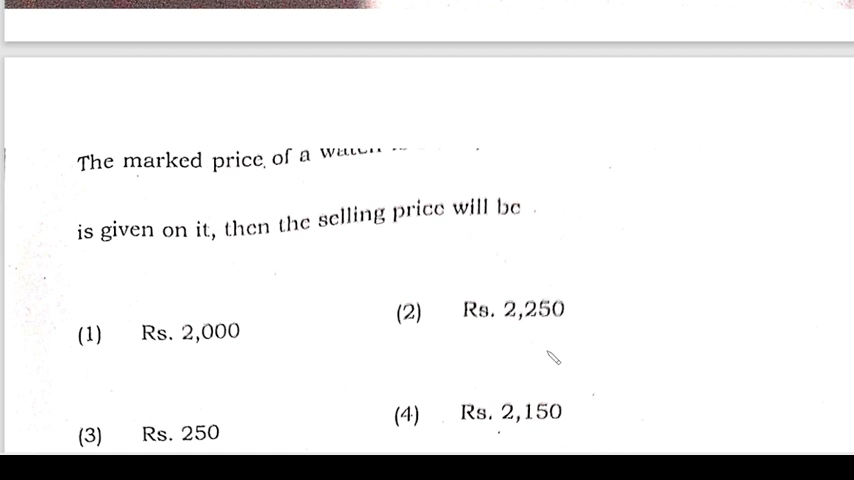 The marked price of a
is given on it, then the selling price will be
(1) Rs. 2,000
(2) Rs. 2,250
(3) Rs. 250
(4) Rs. 2,150